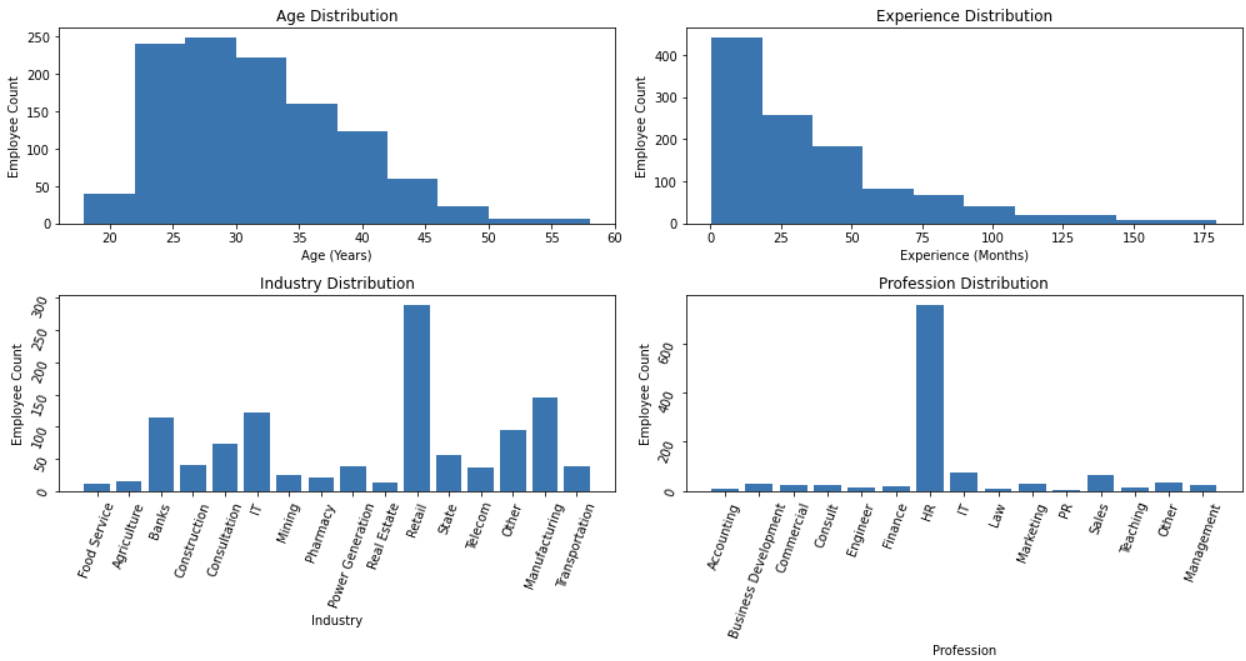 Age Distribution
250
200
150
100
50
0
Employee Count
20 25 30 35 40 45 50 55 60
Age (Years)
Experience Distribution
400
300
200
100
0
Employee Count
0 25 50 75 100 125 150 175
Experience (Months)
Industry Distribution
300
250
200
150
100
50
0
Employee Count
Food Service
Agriculture
Banks
Construction
Consultation
IT
Mining
Pharmacy
Power Generation
Real Estate
Retail
State
Telecom
Other
Manufacturing
Transportation
Industry
Profession Distribution
600
400
200
0
Employee Count
Accounting
Business Development
Commercial
Consult
Engineer
Finance
HR
IT
Law
Marketing
PR
Sales
Teaching
Other
Management
Profession